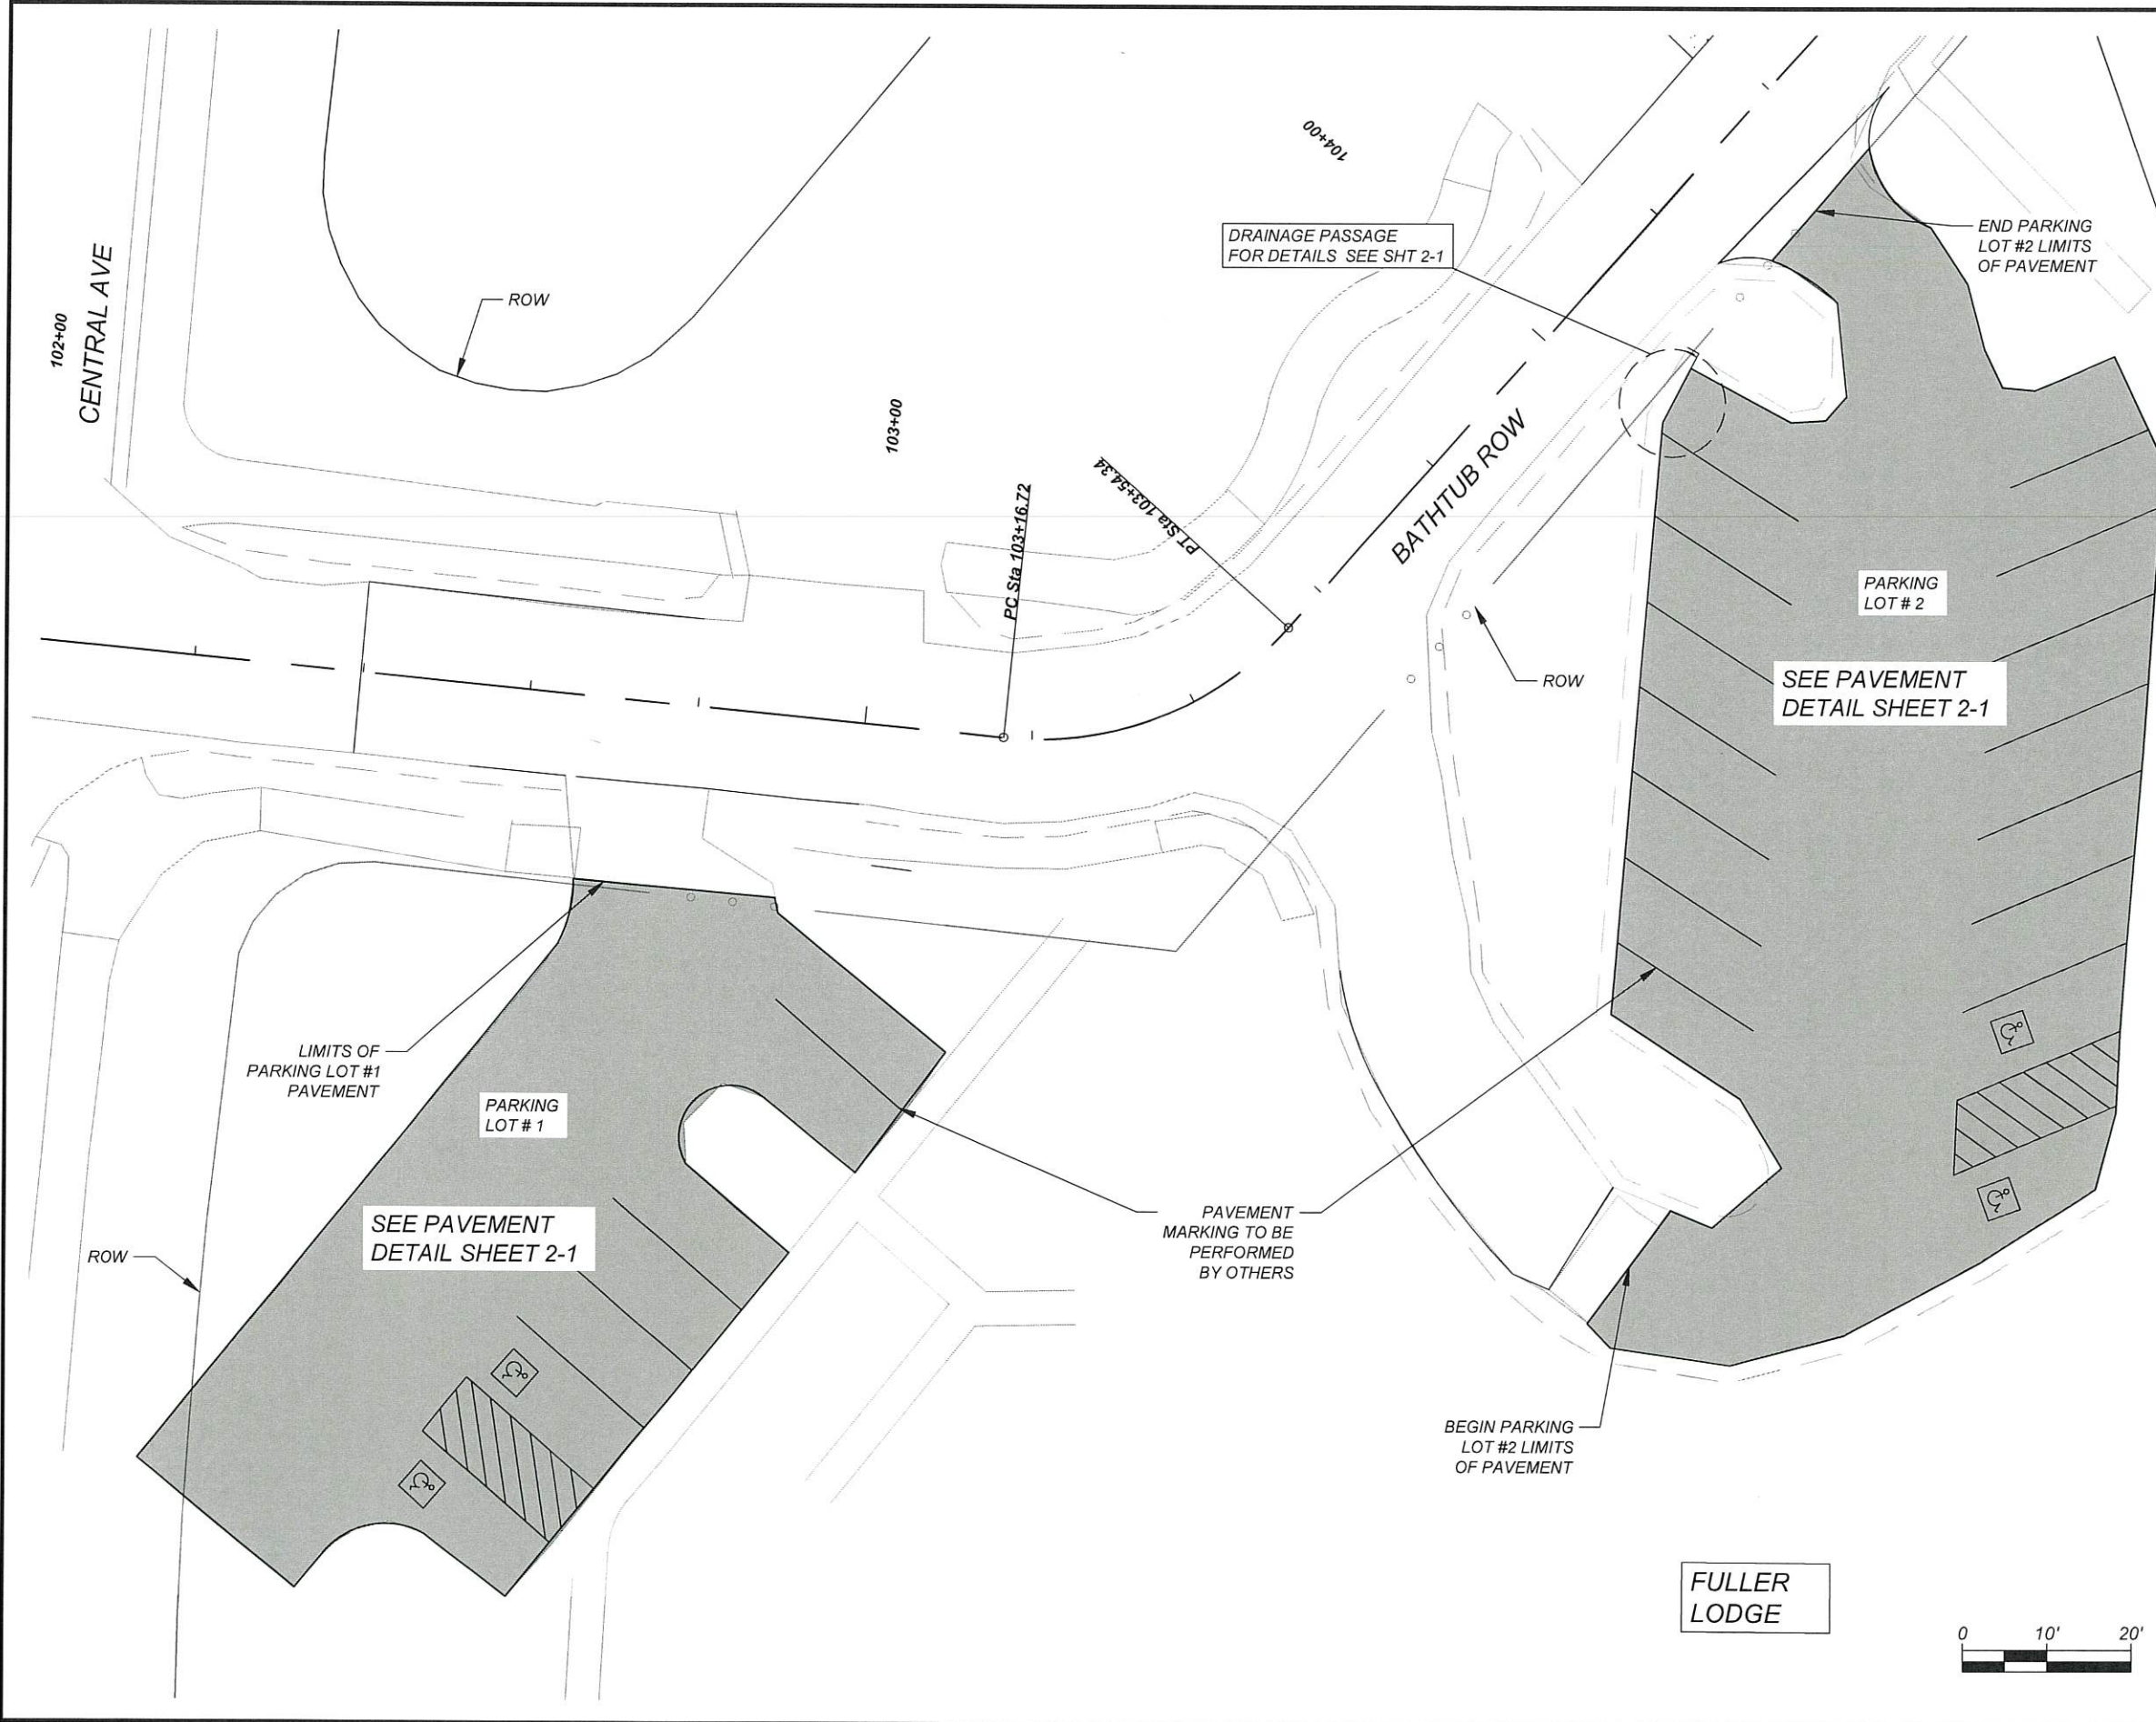 102+00
CENTRAL AVE
ROW
103+00
PC Sta 103+16.72
PT Sta 103+54.34
104+00
DRAINAGE PASSAGE
FOR DETAILS SEE SHT 2-1
BATHTUB ROW
END PARKING
LOT #2 LIMITS
OF PAVEMENT
PARKING
LOT # 2
SEE PAVEMENT
DETAIL SHEET 2-1
ROW
LIMITS OF
PARKING LOT #1
PAVEMENT
PARKING
LOT # 1
SEE PAVEMENT
DETAIL SHEET 2-1
ROW
PAVEMENT
MARKING TO BE
PERFORMED
BY OTHERS
BEGIN PARKING
LOT #2 LIMITS
OF PAVEMENT
FULLER
LODGE
0 10' 20'